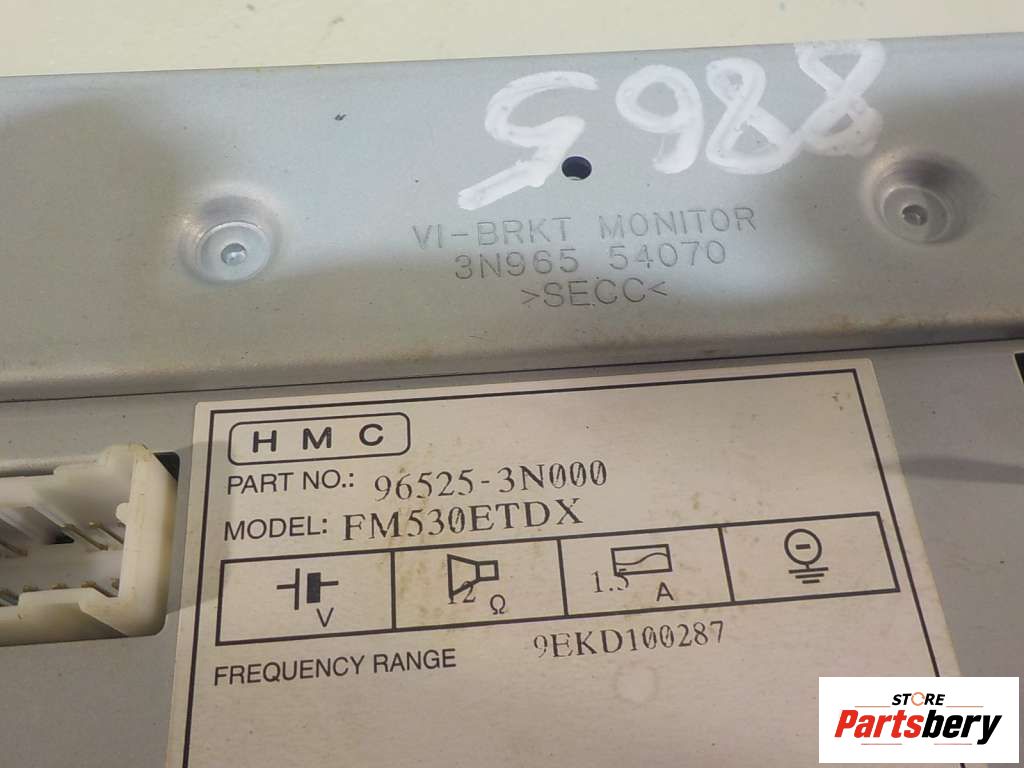 5988
VI-BRKT MONITOR
3N965 54070
>SECC<
HMC
PART NO.: 96525-3N000
MODEL: FM530ETDX
V 12 Ω 1.5 A
FREQUENCY RANGE 9EKD100287
STORE
Partsbery